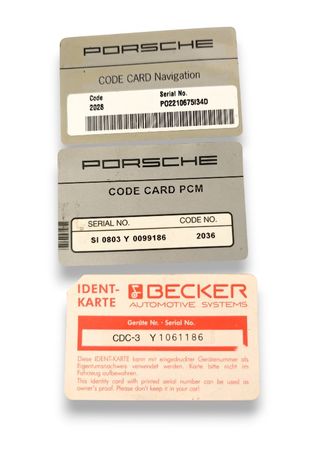 PORSCHE
CODE CARD Navigation
Code Serial No.
2028 PO2210675I340
PORSCHE
CODE CARD PCM
SERIAL NO. CODE NO.
SI 0803 Y 0099186 2036
IDENT-KARTE
BECKER
AUTOMOTIVE SYSTEMS
Geräte Nr. - Serial No.
CDC-3 Y1061186
Diese IDENT-KARTE kann mit eingedruckter Gerätenummer als
Eigentumsnachweis verwendet werden. Karte bitte nicht im
Fahrzeug aufbewahren.
This identity card with printed serial number can be used as
owner's proof. Please don't keep it in your car!